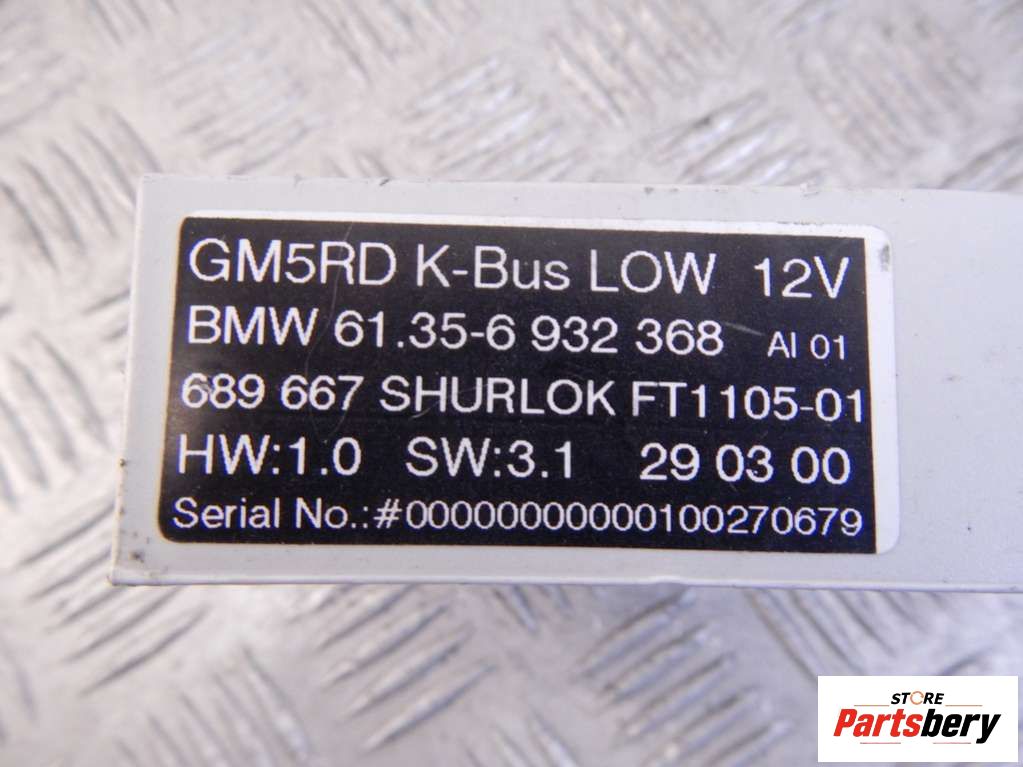 GM5RD K-Bus LOW 12V
BMW 61.35-6 932 368 AI 01
689 667 SHURLOK FT1105-01
HW:1.0 SW:3.1 29 03 00
Serial No.:#00000000000100270679
STORE
Partsbery